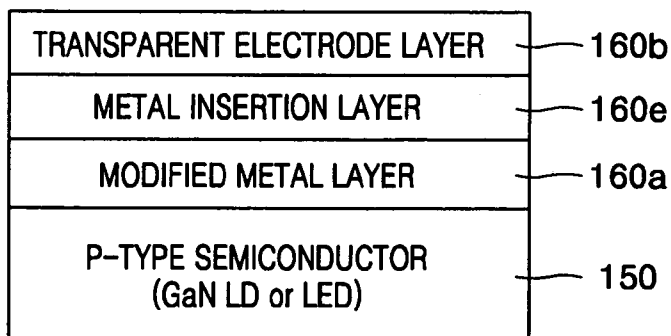 TRANSPARENT ELECTRODE LAYER 160b
METAL INSERTION LAYER 160e
MODIFIED METAL LAYER 160a
P-TYPE SEMICONDUCTOR
(GaN LD or LED) 150